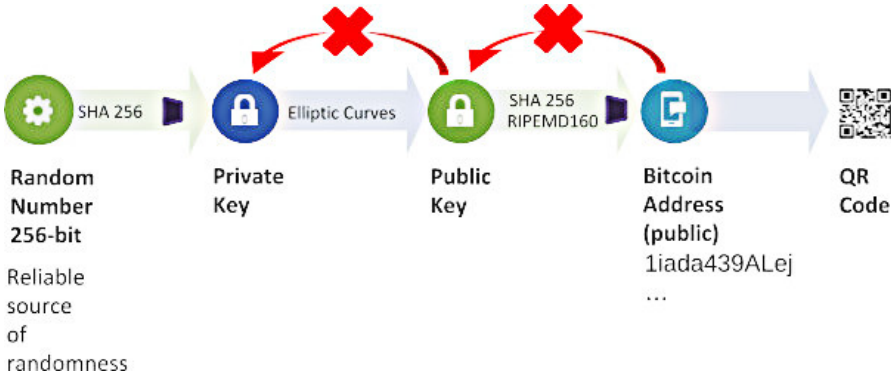 SHA 256
Elliptic Curves
SHA 256
RIPEMD160
Random
Number
256-bit
Reliable
source
of
randomness
Private
Key
Public
Key
Bitcoin
Address
(public)
1iada439ALej
...
QR
Code